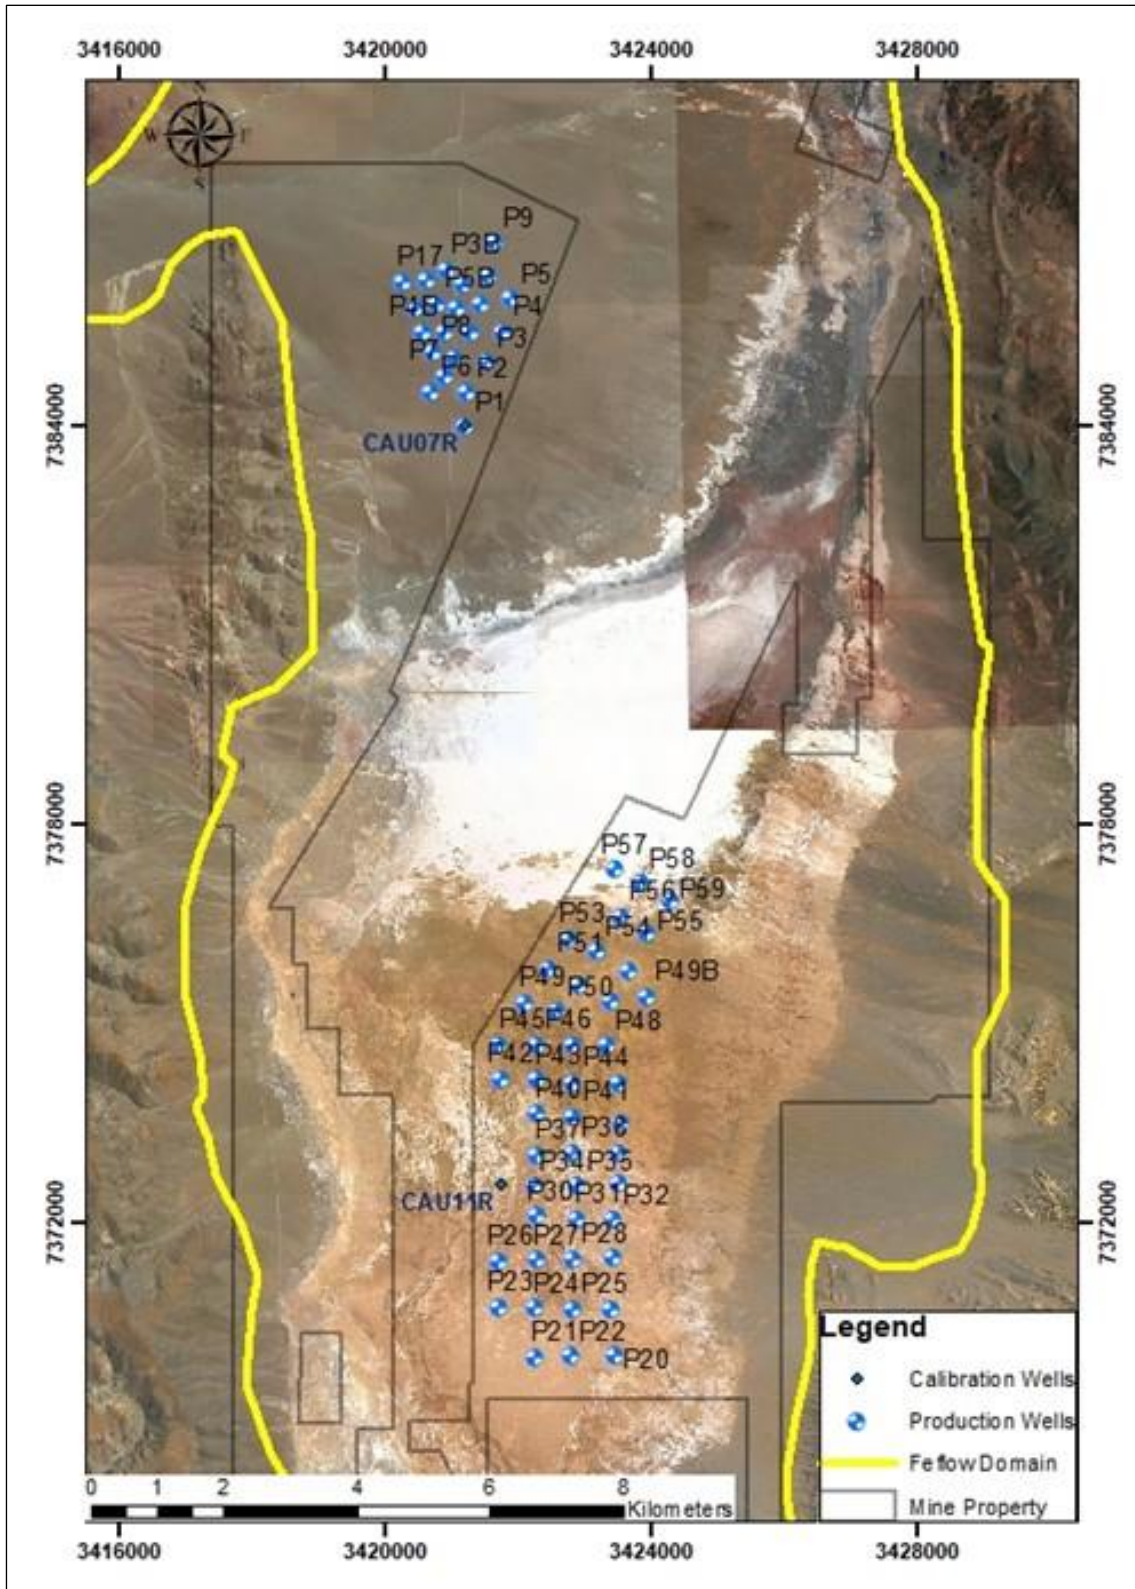 3416000 3420000 3424000 3428000
N
W E
S
P9
P3B
P17
P5B P5
P4B P4
P8 P3
P7
P6 P2
P1
CAU07R
7384000 7384000
7378000 7378000
P57
P58
P56 P59
P53
P54 P55
P51
P49 P49B
P50
P45 P46 P48
P42 P43 P44
P40 P41
P37 P38
P34 P35
CAU11R P30 P31 P32
7372000 7372000
P26 P27 P28
P23 P24 P25
P21 P22
P20
Legend
Calibration Wells
Production Wells
Feflow Domain
Mine Property
0 1 2 4 6 8
Kilometers
3416000 3420000 3424000 3428000